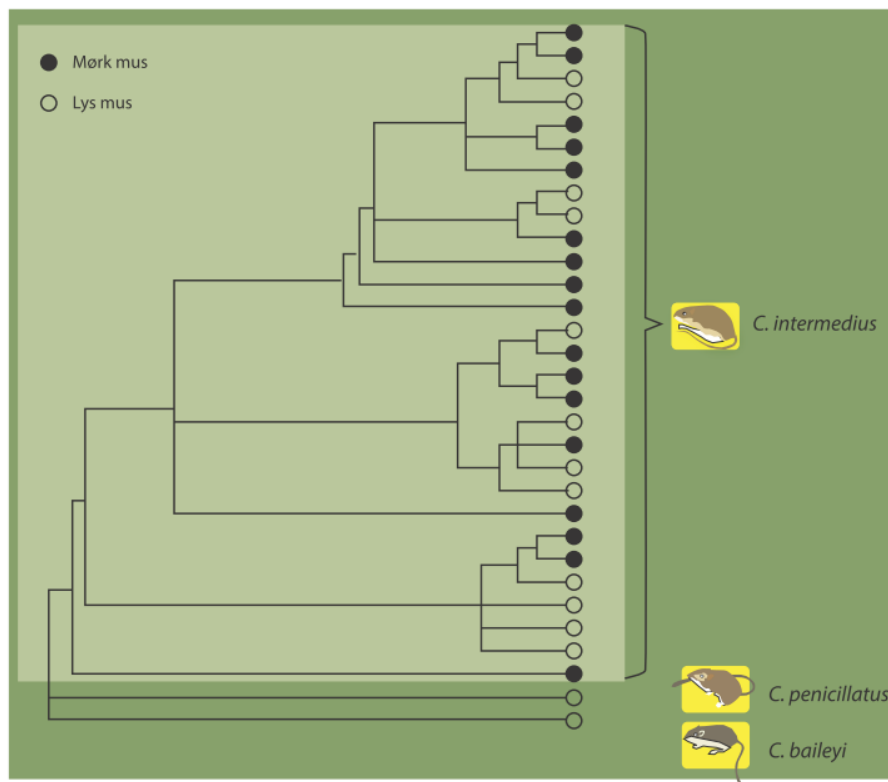 Mørk mus
Lys mus
C. intermedius
C. penicillatus
C. baileyi